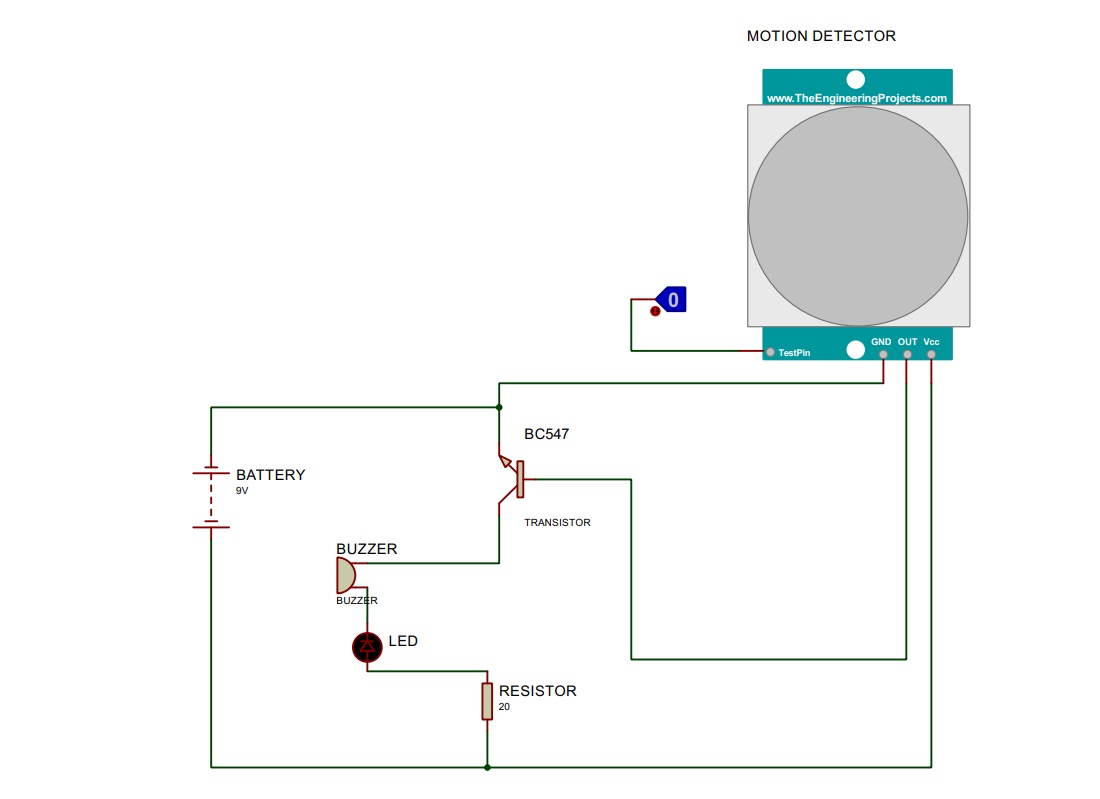 MOTION DETECTOR
www.TheEngineeringProjects.com
0
GND OUT Vcc
TestPin
BC547
BATTERY
9V
TRANSISTOR
BUZZER
BUZZER
LED
RESISTOR
20